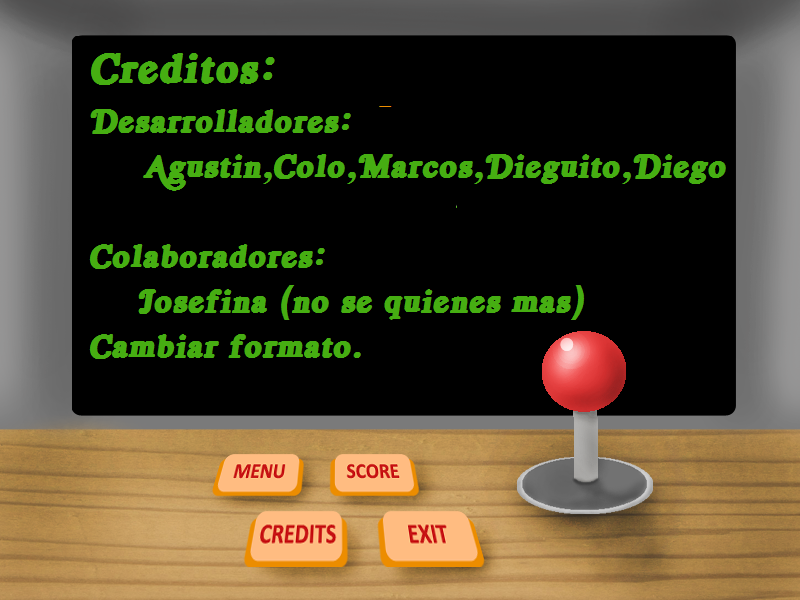 Creditos:
Desarrolladores:
Agustin,Colo,Marcos,Dieguito,Diego
Colaboradores:
Josefina (no se quienes mas)
Cambiar formato.
MENU
SCORE
CREDITS
EXIT